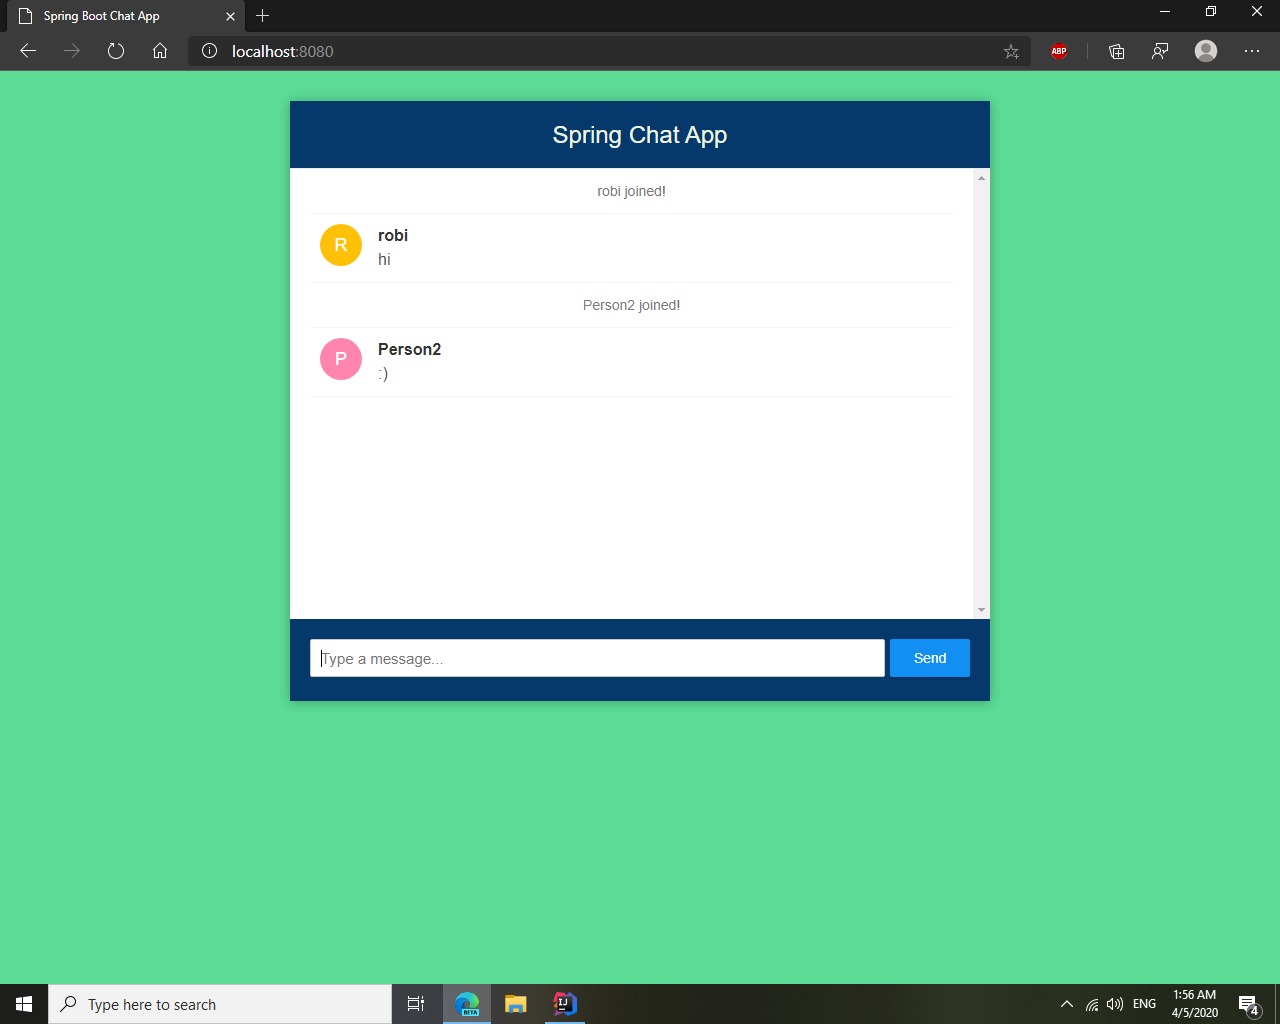 Spring Boot Chat App
localhost:8080
ABP
Spring Chat App
robi joined!
R
robi
hi
Person2 joined!
P
Person2
:)
Type a message...
Send
Type here to search
BETA
IJ
ENG
1:56 AM
4/5/2020
4